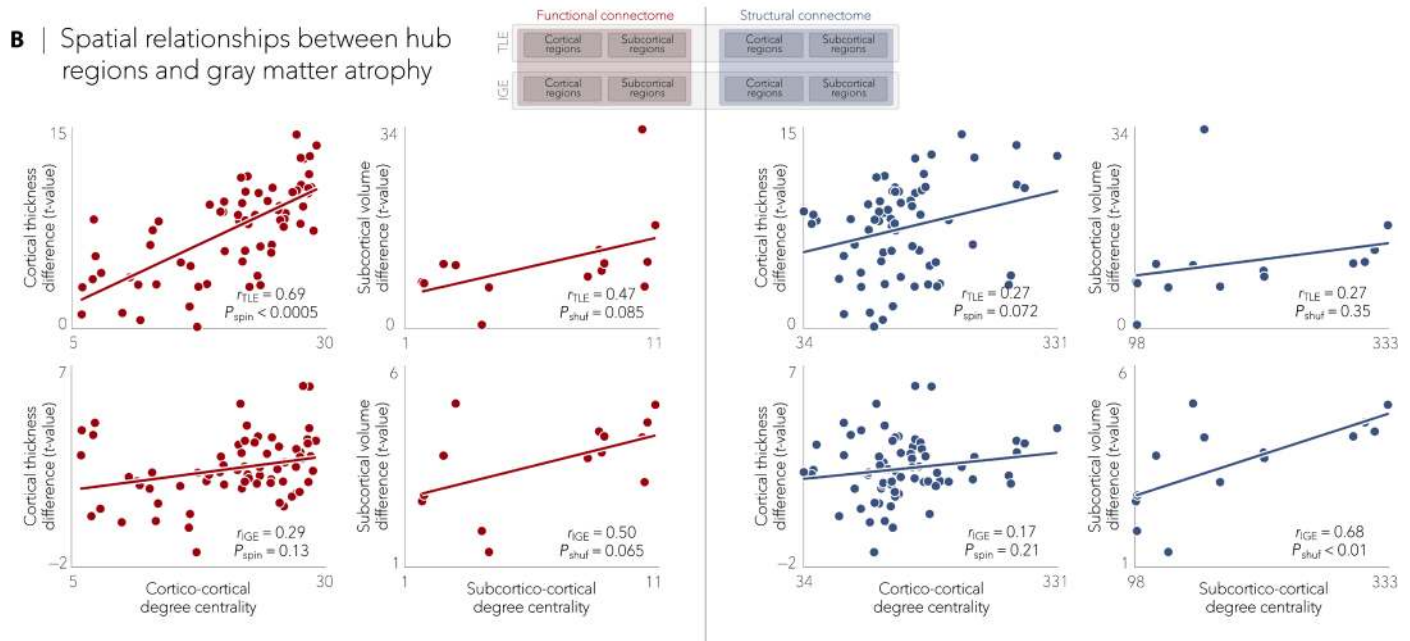 Functional connectome
Structural connectome
B | Spatial relationships between hub
regions and gray matter atrophy
TLE
Cortical
regions
Subcortical
regions
Cortical
regions
Subcortical
regions
IGE
Cortical
regions
Subcortical
regions
Cortical
regions
Subcortical
regions
Cortical thickness
difference (t-value)
15
0
5
30
rTLE = 0.69
Pspin < 0.0005
Subcortical volume
difference (t-value)
34
0
1
11
rTLE = 0.47
Pshuf = 0.085
Cortical thickness
difference (t-value)
15
0
34
331
rTLE = 0.27
Pspin = 0.072
Subcortical volume
difference (t-value)
34
0
98
333
rTLE = 0.27
Pshuf = 0.35
Cortical thickness
difference (t-value)
7
−2
5
30
rIGE = 0.29
Pspin = 0.13
Cortico-cortical
degree centrality
Subcortical volume
difference (t-value)
6
1
1
11
rIGE = 0.50
Pshuf = 0.065
Subcortico-cortical
degree centrality
Cortical thickness
difference (t-value)
7
−2
34
331
rIGE = 0.17
Pspin = 0.21
Cortico-cortical
degree centrality
Subcortical volume
difference (t-value)
6
1
98
333
rIGE = 0.68
Pshuf < 0.01
Subcortico-cortical
degree centrality